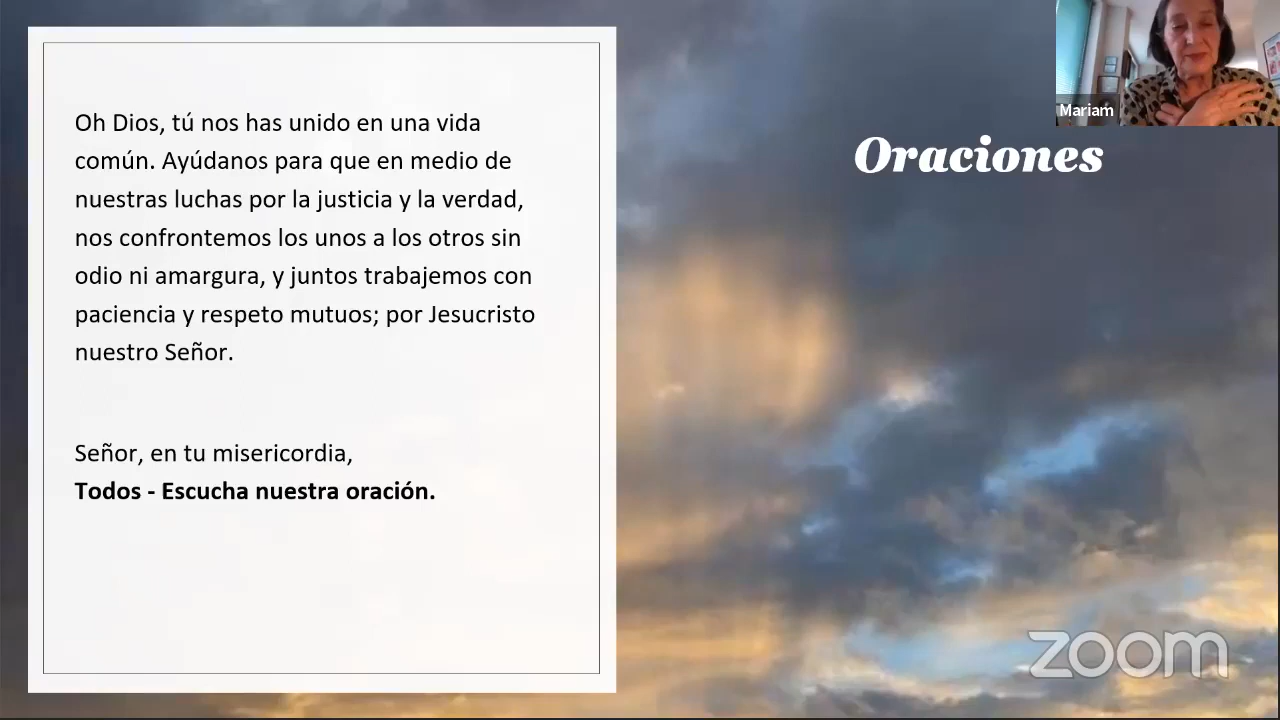 Oh Dios, tú nos has unido en una vida
común. Ayúdanos para que en medio de
nuestras luchas por la justicia y la verdad,
nos confrontemos los unos a los otros sin
odio ni amargura, y juntos trabajemos con
paciencia y respeto mutuos; por Jesucristo
nuestro Señor.
Señor, en tu misericordia,
Todos - Escucha nuestra oración.
Mariam
Oraciones
zoom